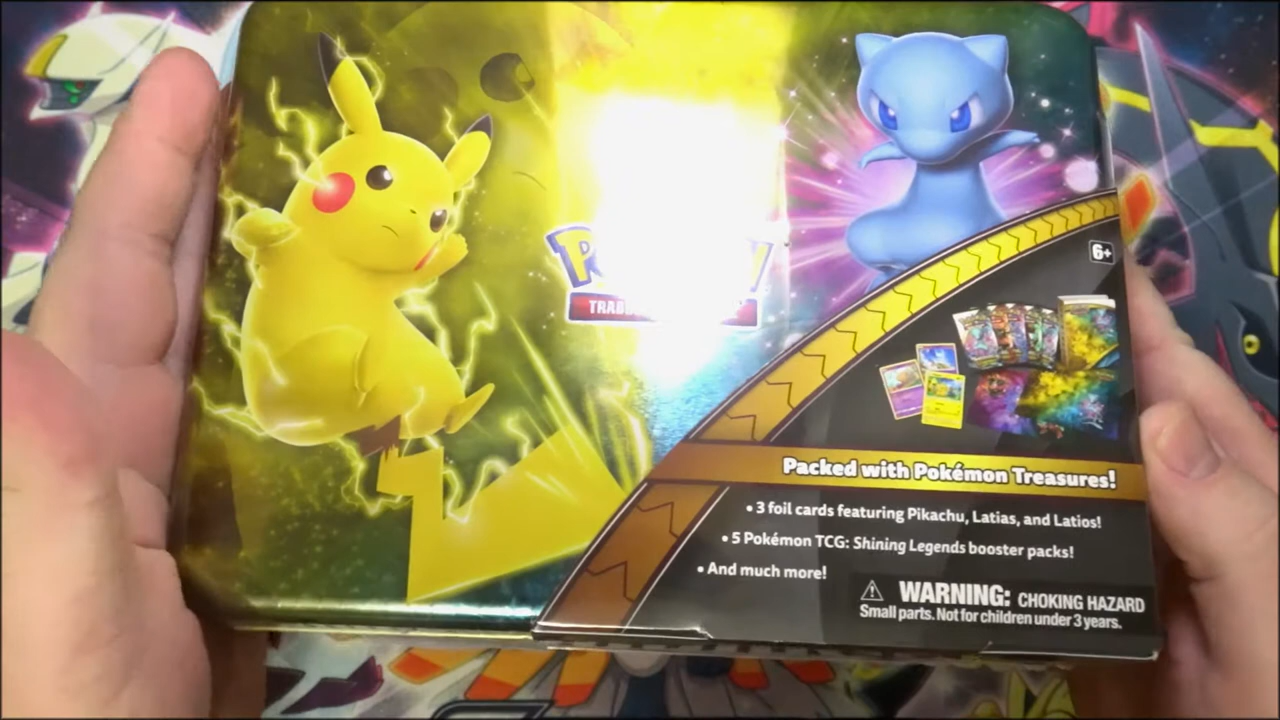 6+
Packed with Pokémon Treasures!
• 3 foil cards featuring Pikachu, Latias, and Latios!
• 5 Pokémon TCG: Shining Legends booster packs!
• And much more!
WARNING: CHOKING HAZARD
Small parts. Not for children under 3 years.